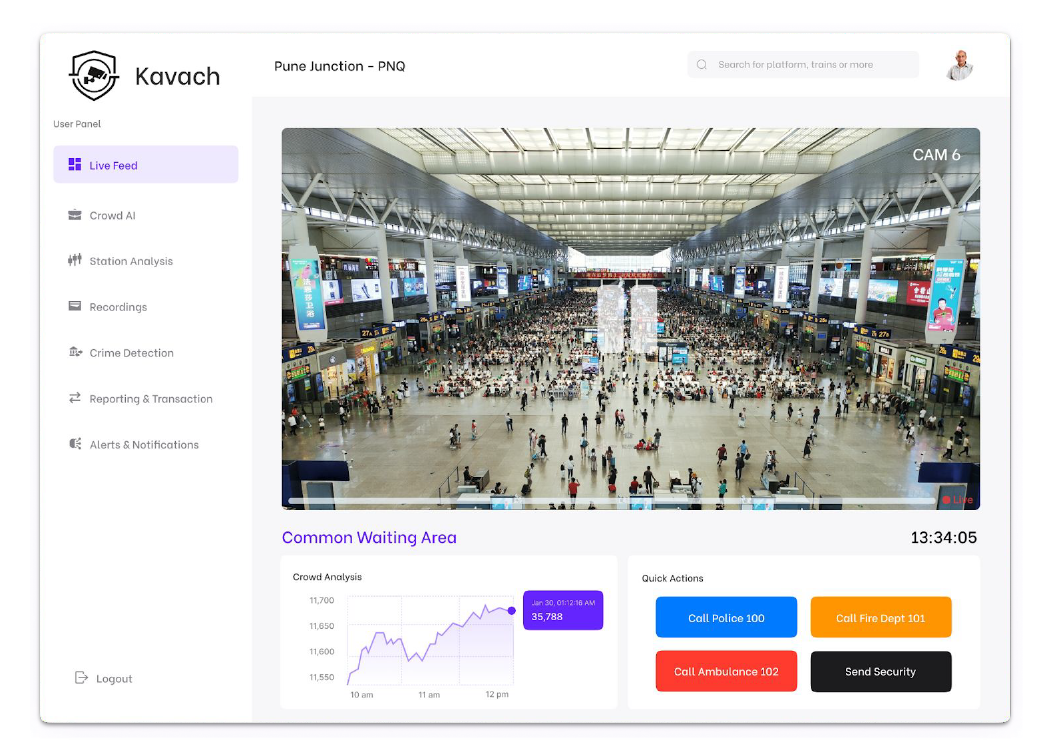 Kavach
Pune Junction - PNQ
Search for platform, trains or more
User Panel
Live Feed
Crowd AI
Station Analysis
Recordings
Crime Detection
Reporting & Transaction
Alerts & Notifications
Logout
CAM 6
Live
Common Waiting Area
13:34:05
Crowd Analysis
11,700
11,650
11,600
11,550
10 am 11 am 12 pm
Jan 30, 01:12:16 AM
35,788
Quick Actions
Call Police 100
Call Fire Dept 101
Call Ambulance 102
Send Security